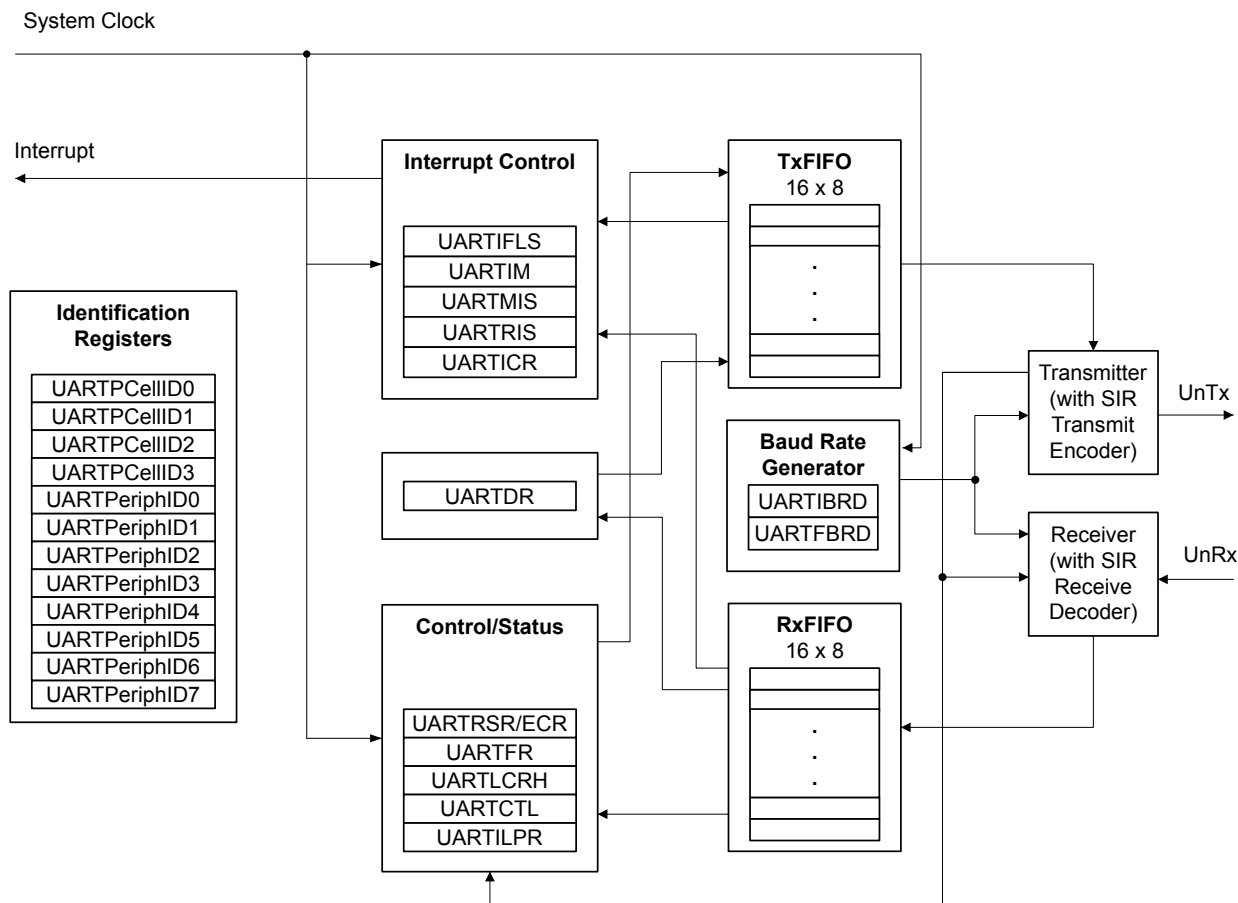 System Clock
Interrupt
Identification
Registers
UARTPCellID0
UARTPCellID1
UARTPCellID2
UARTPCellID3
UARTPeriphID0
UARTPeriphID1
UARTPeriphID2
UARTPeriphID3
UARTPeriphID4
UARTPeriphID5
UARTPeriphID6
UARTPeriphID7
Interrupt Control
UARTIFLS
UARTIM
UARTMIS
UARTRIS
UARTICR
UARTDR
Control/Status
UARTRSR/ECR
UARTFR
UARTLCRH
UARTCTL
UARTILPR
TxFIFO
16 x 8
.
.
.
Baud Rate
Generator
UARTIBRD
UARTFBRD
RxFIFO
16 x 8
.
.
.
Transmitter
(with SIR
Transmit
Encoder)
UnTx
Receiver
(with SIR
Receive
Decoder)
UnRx